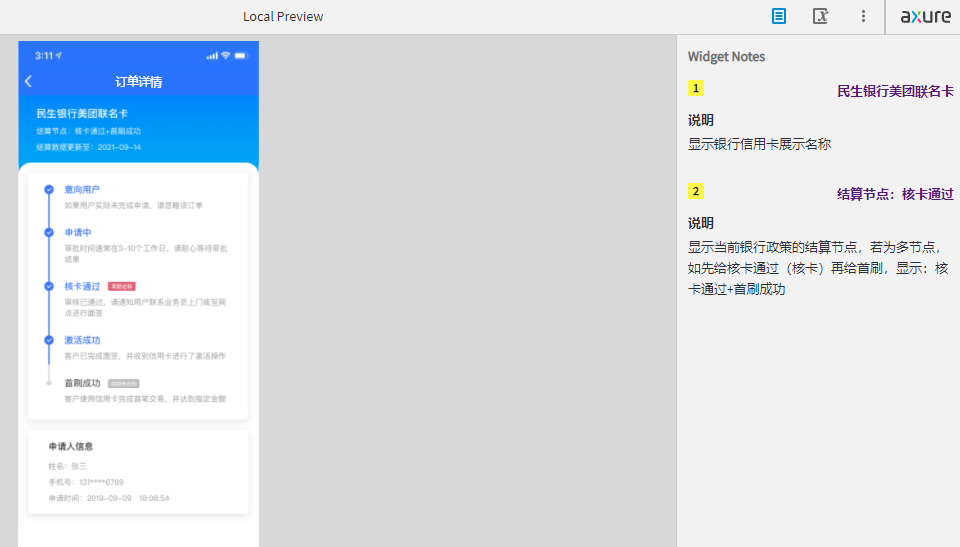 Local Preview
axure
3:11
订单详情
民生银行美团联名卡
结算节点：核卡通过+首刷成功
结算数据更新至：2021-09-14
意向用户
如果用户实际未完成申请，请忽略该订单
申请中
审批时间通常在3-10个工作日，请耐心等待审批
结果
核卡通过
审核已通过，请通知用户联系业务员上门或至网
点进行面签
激活成功
客户已完成面签，并收到信用卡进行了激活操作
首刷成功
客户使用信用卡完成首笔交易，并达到指定金额
申请人信息
姓名：张三
手机号：131****6789
申请时间：2019-09-09 18:08:54
Widget Notes
1
民生银行美团联名卡
说明
显示银行信用卡展示名称
2
结算节点：核卡通过
说明
显示当前银行政策的结算节点，若为多节点，
如先给核卡通过（核卡）再给首刷，显示：核
卡通过+首刷成功